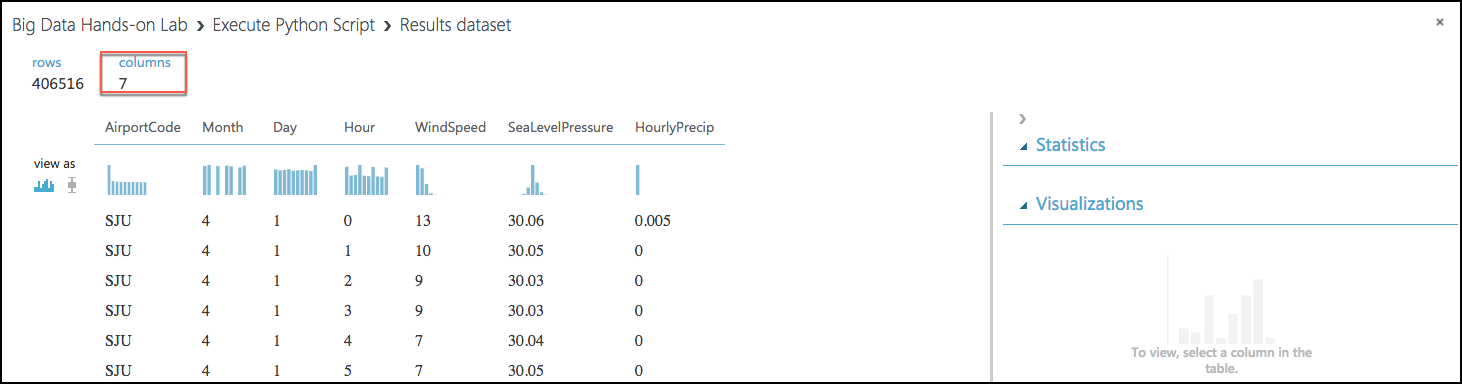 Big Data Hands-on Lab › Execute Python Script › Results dataset
rows columns
406516 7
AirportCode Month Day Hour WindSpeed SeaLevelPressure HourlyPrecip
view as
SJU 4 1 0 13 30.06 0.005
SJU 4 1 1 10 30.05 0
SJU 4 1 2 9 30.03 0
SJU 4 1 3 9 30.03 0
SJU 4 1 4 7 30.04 0
SJU 4 1 5 7 30.05 0
Statistics
Visualizations
To view, select a column in the
table.